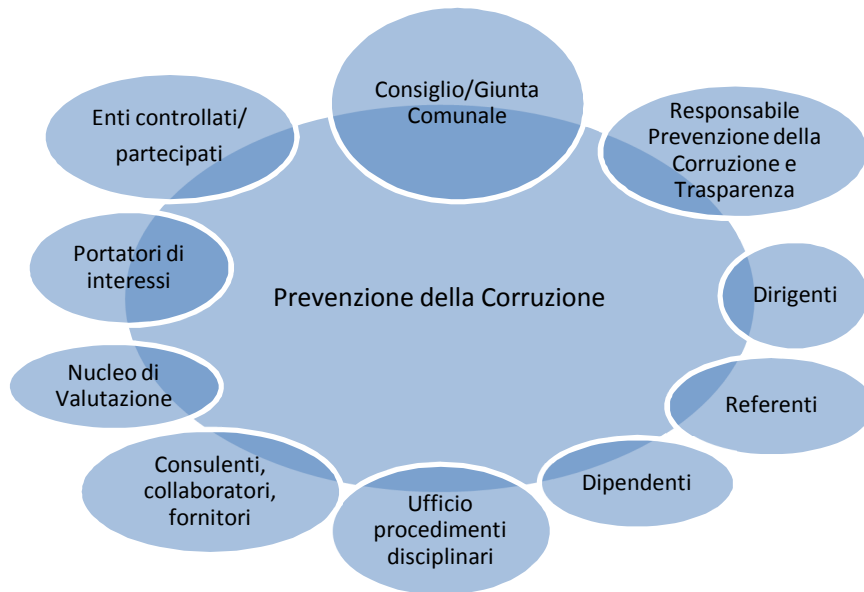 Consiglio/Giunta
Comunale
Responsabile
Prevenzione della
Corruzione e
Trasparenza
Dirigenti
Referenti
Dipendenti
Ufficio
procedimenti
disciplinari
Consulenti,
collaboratori,
fornitori
Nucleo di
Valutazione
Portatori di
interessi
Enti controllati/
partecipati
Prevenzione della Corruzione